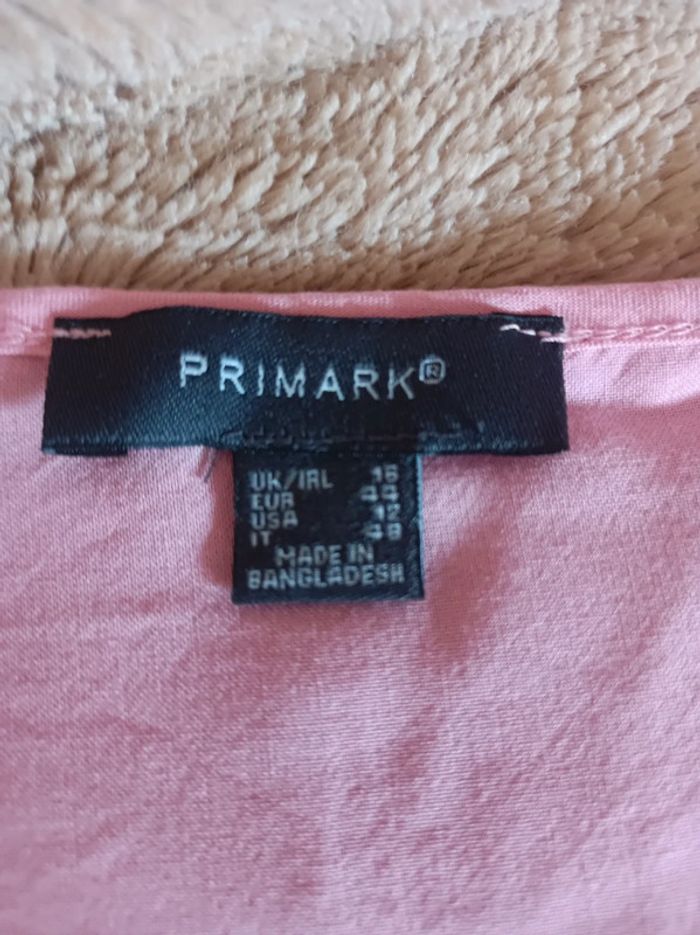 PRIMARK®
UK/IRL 16
EUR 44
USA 12
IT 48
MADE IN
BANGLADESH